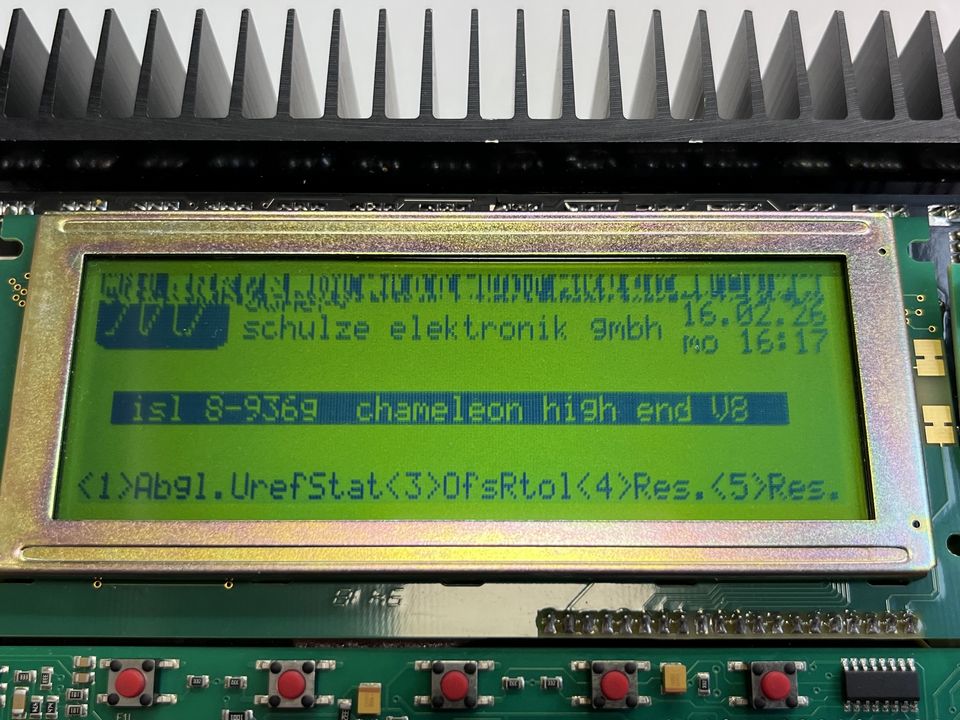 schulze elektronik gmbh
16.02.26
mo 16:17
isl 8-936g chameleon high end V8
<1>Abgl.UrefStat<3>OfsRtol<4>Res.<5>Res.